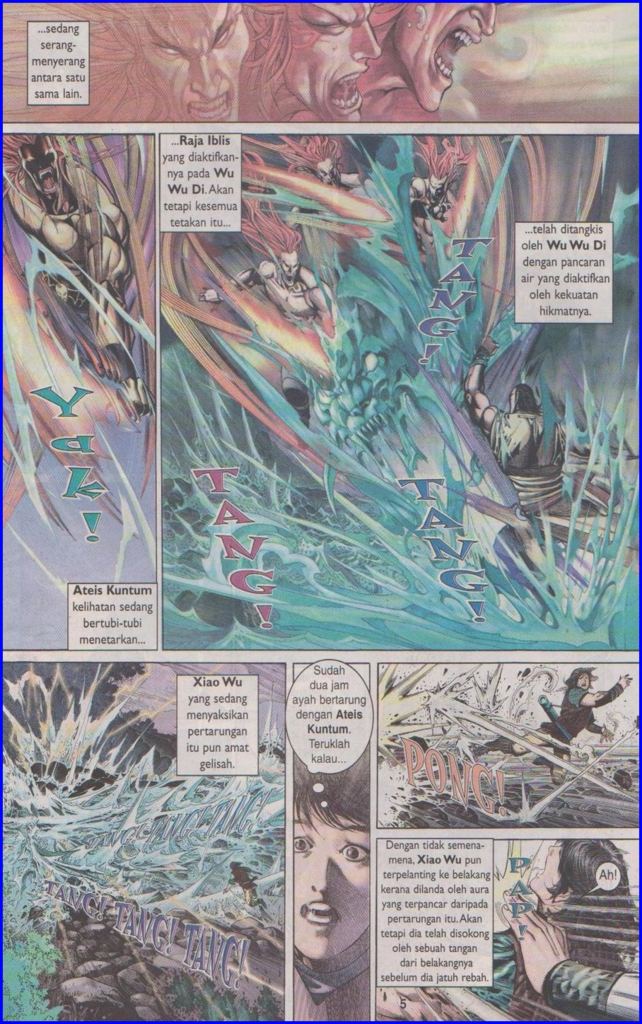 ...sedang
serang-
menyerang
antara satu
sama lain.
Yak!
Ateis Kuntum
kelihatan sedang
bertubi-tubi
menetarkan...
...Raja Iblis
yang diaktifkan-
nya pada Wu
Wu Di. Akan
tetapi kesemua
tetakan itu...
...telah ditangkis
oleh Wu Wu Di
dengan pancaran
air yang diaktifkan
oleh kekuatan
hikmatnya.
TANG!
TANG!
TANG!
Xiao Wu
yang sedang
menyaksikan
pertarungan
itu pun amat
gelisah.
TANG! TANG! TANG!
TANG! TANG! TANG!
Sudah
dua jam
ayah bertarung
dengan Ateis
Kuntum.
Teruklah
kalau...
PONG!
Dengan tidak semena-
mena, Xiao Wu pun
terpelanting ke belakang
kerana dilanda oleh aura
yang terpancar daripada
pertarungan itu. Akan
tetapi dia telah disokong
oleh sebuah tangan
dari belakangnya
sebelum dia jatuh rebah.
PAP!
Ah!
5